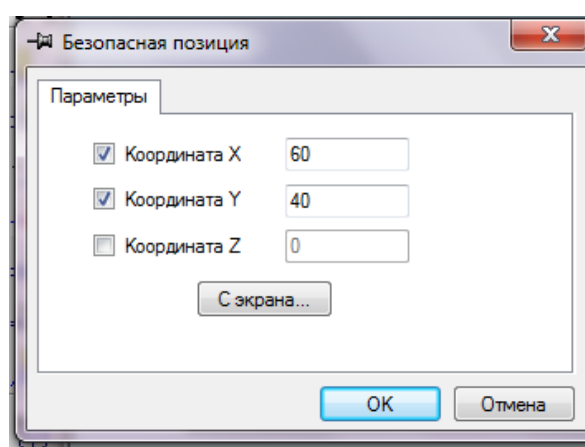 Безопасная позиция
Параметры
Координата X 60
Координата Y 40
Координата Z 0
С экрана...
OK Отмена